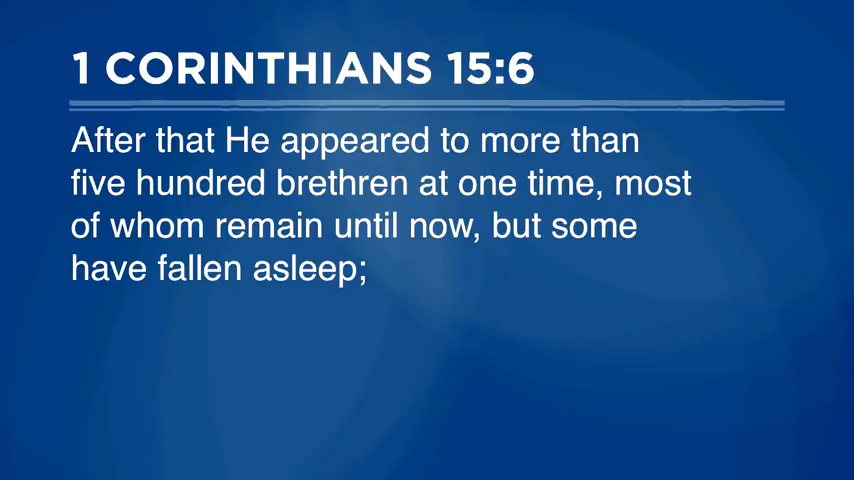 1 CORINTHIANS 15:6
After that He appeared to more than
five hundred brethren at one time, most
of whom remain until now, but some
have fallen asleep;